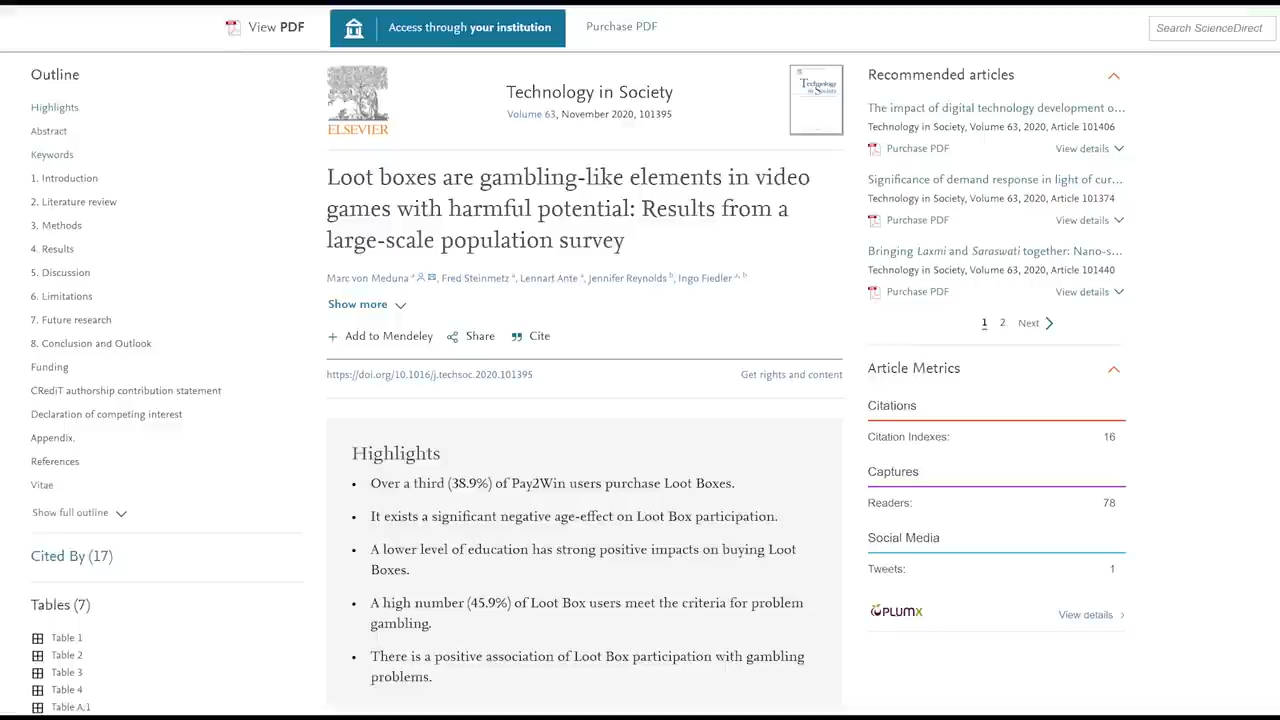 View PDF
Access through your institution
Purchase PDF
Search ScienceDirect
Outline
Highlights
Abstract
Keywords
1. Introduction
2. Literature review
3. Methods
4. Results
5. Discussion
6. Limitations
7. Future research
8. Conclusion and Outlook
Funding
CRediT authorship contribution statement
Declaration of competing interest
Appendix.
References
Vitae
Show full outline
Cited By (17)
Tables (7)
Table 1
Table 2
Table 3
Table 4
Table A.1
ELSEVIER
Technology in Society
Volume 63, November 2020, 101395
Technology
in Society
Loot boxes are gambling-like elements in video
games with harmful potential: Results from a
large-scale population survey
Marc von Meduna a, Fred Steinmetz a, Lennart Ante a, Jennifer Reynolds b, Ingo Fiedler a, b
Show more
Add to Mendeley
Share
Cite
https://doi.org/10.1016/j.techsoc.2020.101395
Get rights and content
Highlights
• Over a third (38.9%) of Pay2Win users purchase Loot Boxes.
• It exists a significant negative age-effect on Loot Box participation.
• A lower level of education has strong positive impacts on buying Loot
Boxes.
• A high number (45.9%) of Loot Box users meet the criteria for problem
gambling.
• There is a positive association of Loot Box participation with gambling
problems.
Recommended articles
The impact of digital technology development o...
Technology in Society, Volume 63, 2020, Article 101406
Purchase PDF
View details
Significance of demand response in light of cur...
Technology in Society, Volume 63, 2020, Article 101374
Purchase PDF
View details
Bringing Laxmi and Saraswati together: Nano-s...
Technology in Society, Volume 63, 2020, Article 101440
Purchase PDF
View details
1 2 Next
Article Metrics
Citations
Citation Indexes: 16
Captures
Readers: 78
Social Media
Tweets: 1
PLUMX
View details